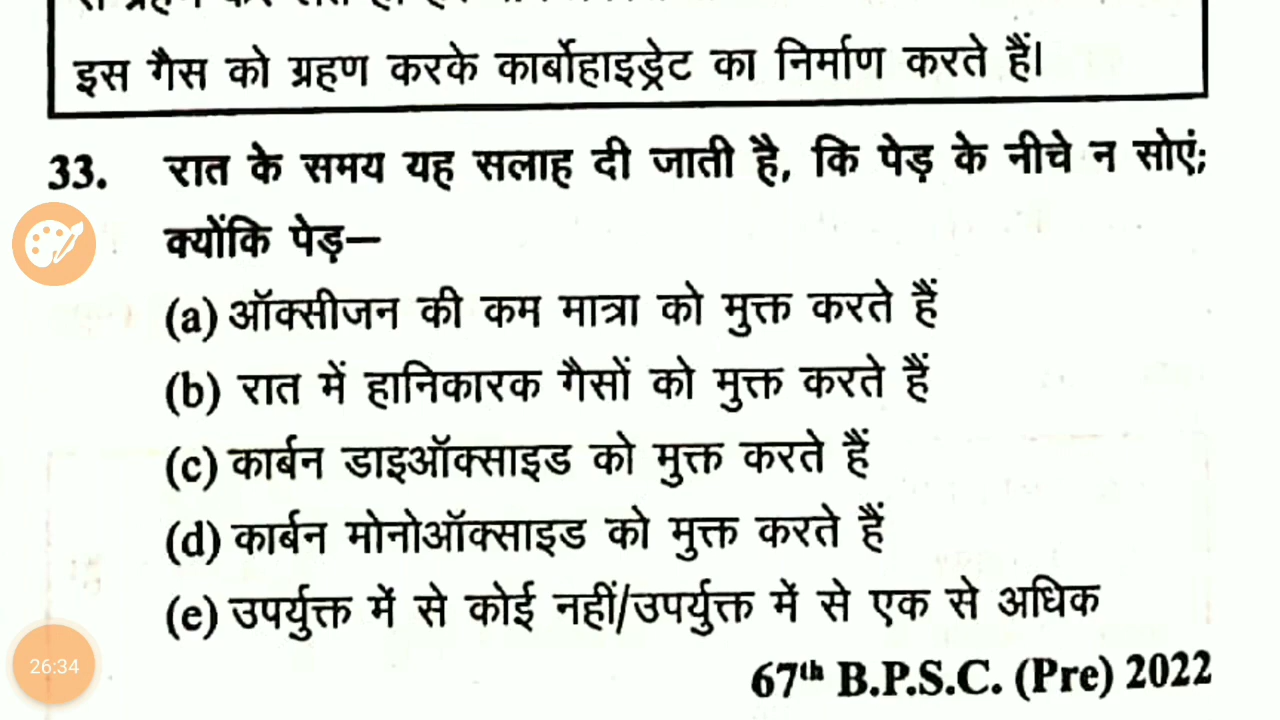 इस गैस को ग्रहण करके कार्बोहाइड्रेट का निर्माण करते हैं।
33. रात के समय यह सलाह दी जाती है, कि पेड़ के नीचे न सोएं;
क्योंकि पेड़—
(a) ऑक्सीजन की कम मात्रा को मुक्त करते हैं
(b) रात में हानिकारक गैसों को मुक्त करते हैं
(c) कार्बन डाइऑक्साइड को मुक्त करते हैं
(d) कार्बन मोनोऑक्साइड को मुक्त करते हैं
(e) उपर्युक्त में से कोई नहीं/उपर्युक्त में से एक से अधिक
26:34
67th B.P.S.C. (Pre) 2022